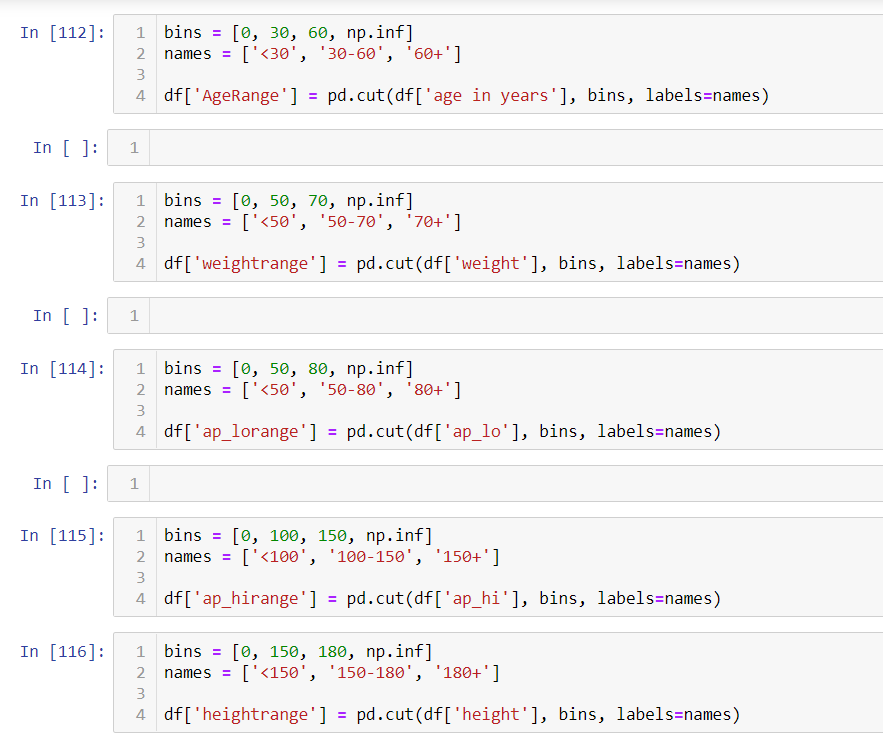 In [112]:
1 bins = [0, 30, 60, np.inf]
2 names = ['<30', '30-60', '60+']
3
4 df['AgeRange'] = pd.cut(df['age in years'], bins, labels=names)
In [ ]:
1
In [113]:
1 bins = [0, 50, 70, np.inf]
2 names = ['<50', '50-70', '70+']
3
4 df['weightrange'] = pd.cut(df['weight'], bins, labels=names)
In [ ]:
1
In [114]:
1 bins = [0, 50, 80, np.inf]
2 names = ['<50', '50-80', '80+']
3
4 df['ap_lorange'] = pd.cut(df['ap_lo'], bins, labels=names)
In [ ]:
1
In [115]:
1 bins = [0, 100, 150, np.inf]
2 names = ['<100', '100-150', '150+']
3
4 df['ap_hirange'] = pd.cut(df['ap_hi'], bins, labels=names)
In [116]:
1 bins = [0, 150, 180, np.inf]
2 names = ['<150', '150-180', '180+']
3
4 df['heightrange'] = pd.cut(df['height'], bins, labels=names)